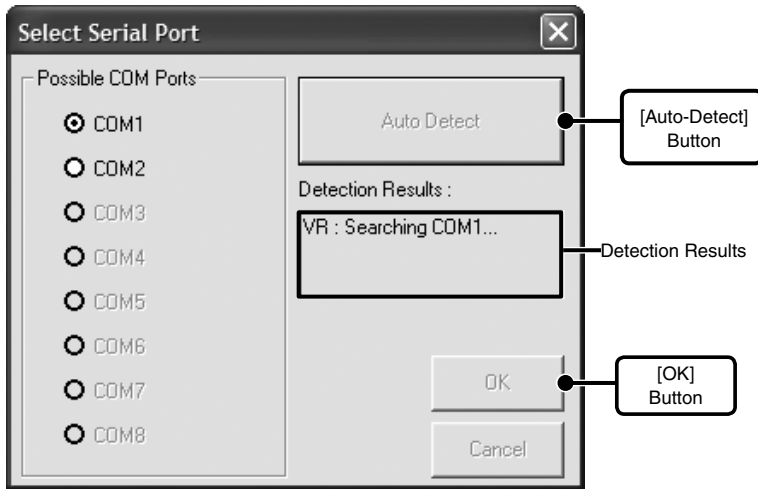 Select Serial Port
Possible COM Ports
COM1
COM2
COM3
COM4
COM5
COM6
COM7
COM8
Auto Detect
Detection Results :
VR : Searching COM1...
OK
Cancel
[Auto-Detect]
Button
Detection Results
[OK]
Button